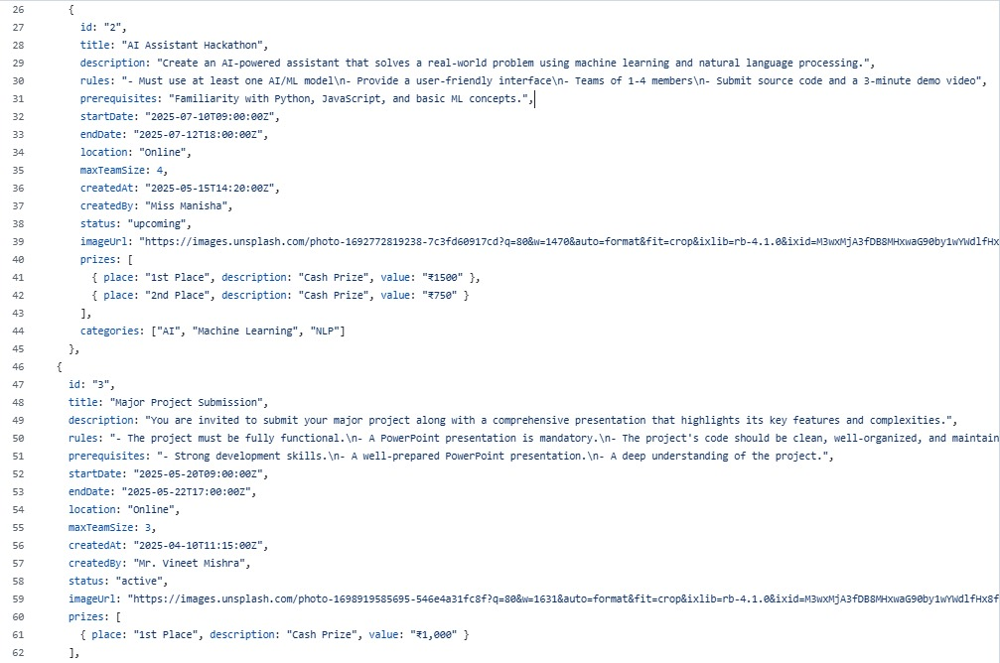 26 {
27 id: "2",
28 title: "AI Assistant Hackathon",
29 description: "Create an AI-powered assistant that solves a real-world problem using machine learning and natural language processing.",
30 rules: "- Must use at least one AI/ML model\n- Provide a user-friendly interface\n- Teams of 1-4 members\n- Submit source code and a 3-minute demo video",
31 prerequisites: "Familiarity with Python, JavaScript, and basic ML concepts.",
32 startDate: "2025-07-10T09:00:00Z",
33 endDate: "2025-07-12T18:00:00Z",
34 location: "Online",
35 maxTeamSize: 4,
36 createdAt: "2025-05-15T14:20:00Z",
37 createdBy: "Miss Manisha",
38 status: "upcoming",
39 imageUrl: "https://images.unsplash.com/photo-1692772819238-7c3fd60917cd?q=80&w=1470&auto=format&fit=crop&ixlib=rb-4.1.0&ixid=M3wxMjA3fDB8MHxwaG90by1wYWdlfHx
40 prizes: [
41 { place: "1st Place", description: "Cash Prize", value: "₹1500" },
42 { place: "2nd Place", description: "Cash Prize", value: "₹750" }
43 ],
44 categories: ["AI", "Machine Learning", "NLP"]
45 },
46 {
47 id: "3",
48 title: "Major Project Submission",
49 description: "You are invited to submit your major project along with a comprehensive presentation that highlights its key features and complexities.",
50 rules: "- The project must be fully functional.\n- A PowerPoint presentation is mandatory.\n- The project's code should be clean, well-organized, and maintain
51 prerequisites: "- Strong development skills.\n- A well-prepared PowerPoint presentation.\n- A deep understanding of the project.",
52 startDate: "2025-05-20T09:00:00Z",
53 endDate: "2025-05-22T17:00:00Z",
54 location: "Online",
55 maxTeamSize: 3,
56 createdAt: "2025-04-10T11:15:00Z",
57 createdBy: "Mr. Vineet Mishra",
58 status: "active",
59 imageUrl: "https://images.unsplash.com/photo-1698919585695-546e4a31fc8f?q=80&w=1631&auto=format&fit=crop&ixlib=rb-4.1.0&ixid=M3wxMjA3fDB8MHxwaG90by1wYWdlfHx8f
60 prizes: [
61 { place: "1st Place", description: "Cash Prize", value: "₹1,000" }
62 ],